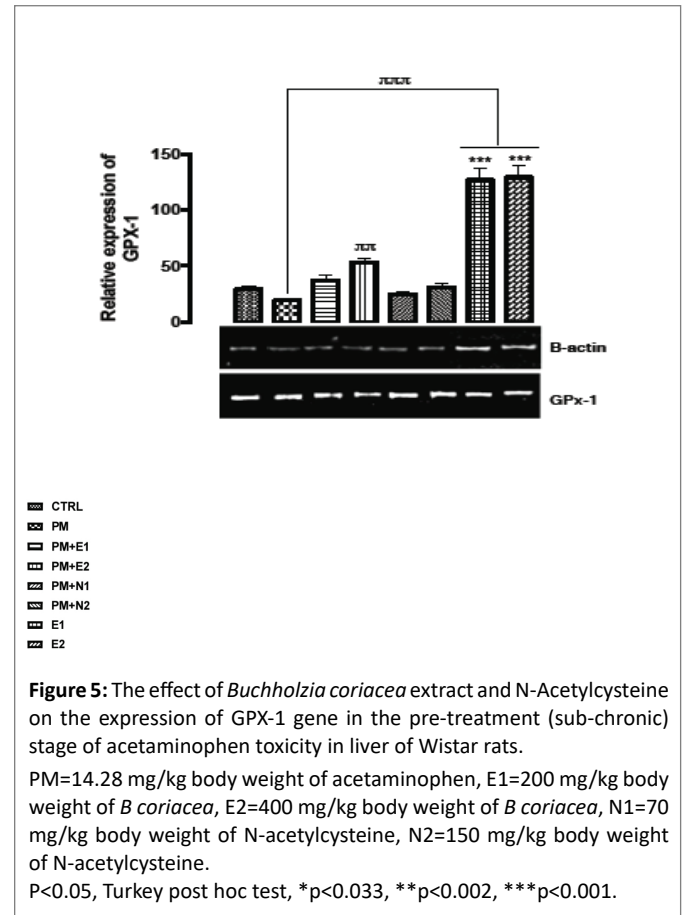 πππ
Relative expression of
GPX-1
150
100
50
0
ππ
***
***
B-actin
GPx-1
CTRL
PM
PM+E1
PM+E2
PM+N1
PM+N2
E1
E2
Figure 5: The effect of Buchholzia coriacea extract and N-Acetylcysteine
on the expression of GPX-1 gene in the pre-treatment (sub-chronic)
stage of acetaminophen toxicity in liver of Wistar rats.
PM=14.28 mg/kg body weight of acetaminophen, E1=200 mg/kg body
weight of B coriacea, E2=400 mg/kg body weight of B coriacea, N1=70
mg/kg body weight of N-acetylcysteine, N2=150 mg/kg body weight
of N-acetylcysteine.
P<0.05, Turkey post hoc test, *p<0.033, **p<0.002, ***p<0.001.